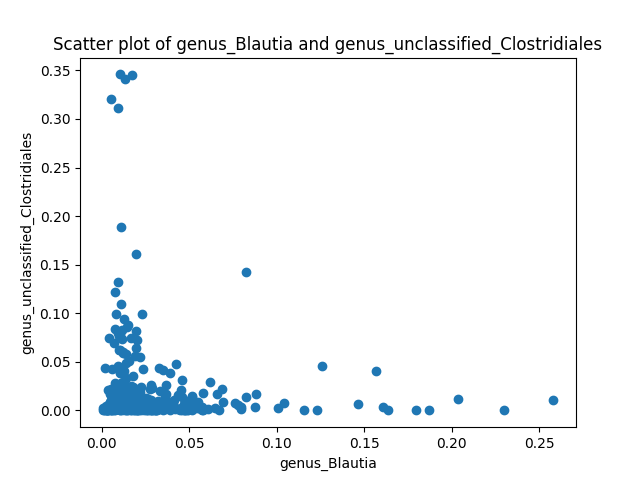 Scatter plot of genus_Blautia and genus_unclassified_Clostridiales
genus_unclassified_Clostridiales
0.35
0.30
0.25
0.20
0.15
0.10
0.05
0.00
0.00 0.05 0.10 0.15 0.20 0.25
genus_Blautia